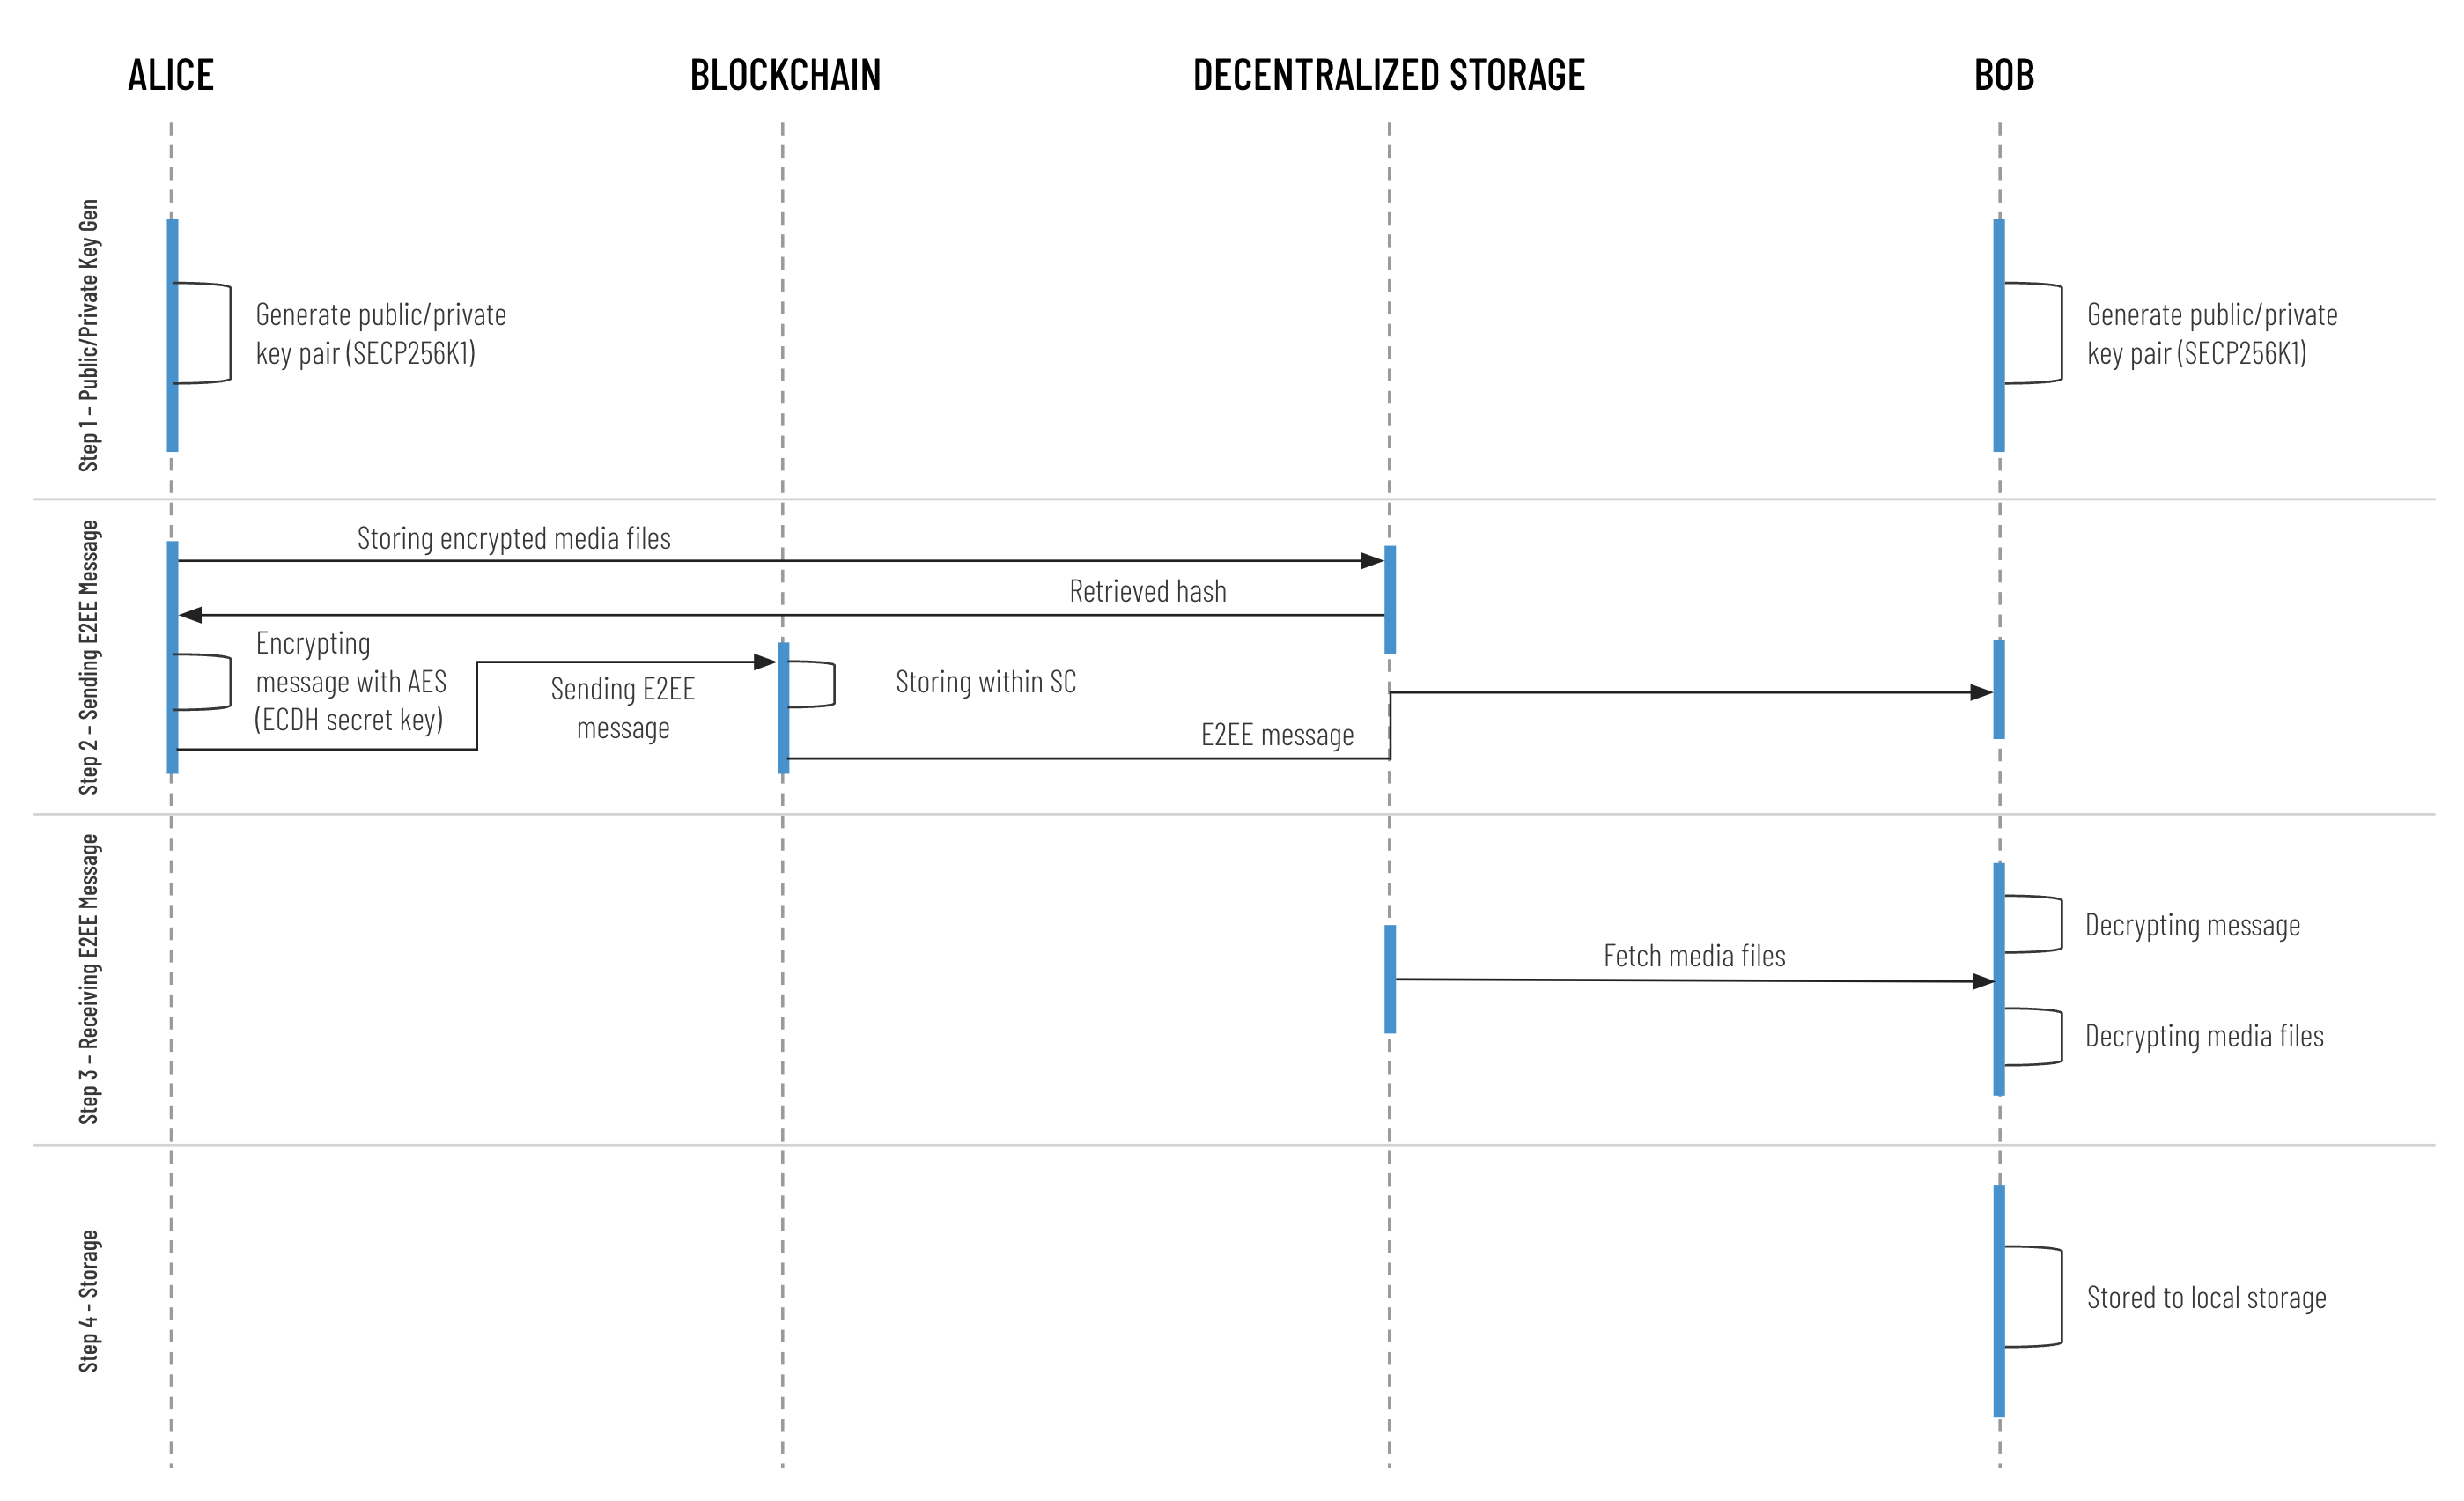 ALICE
BLOCKCHAIN
DECENTRALIZED STORAGE
BOB
Step 1 - Public/Private Key Gen
Generate public/private
key pair (SECP256K1)
Generate public/private
key pair (SECP256K1)
Step 2 - Sending E2EE Message
Storing encrypted media files
Retrieved hash
Encrypting
message with AES
(ECDH secret key)
Sending E2EE
message
Storing within SC
E2EE message
Step 3 - Receiving E2EE Message
Decrypting message
Fetch media files
Decrypting media files
Step 4 - Storage
Stored to local storage